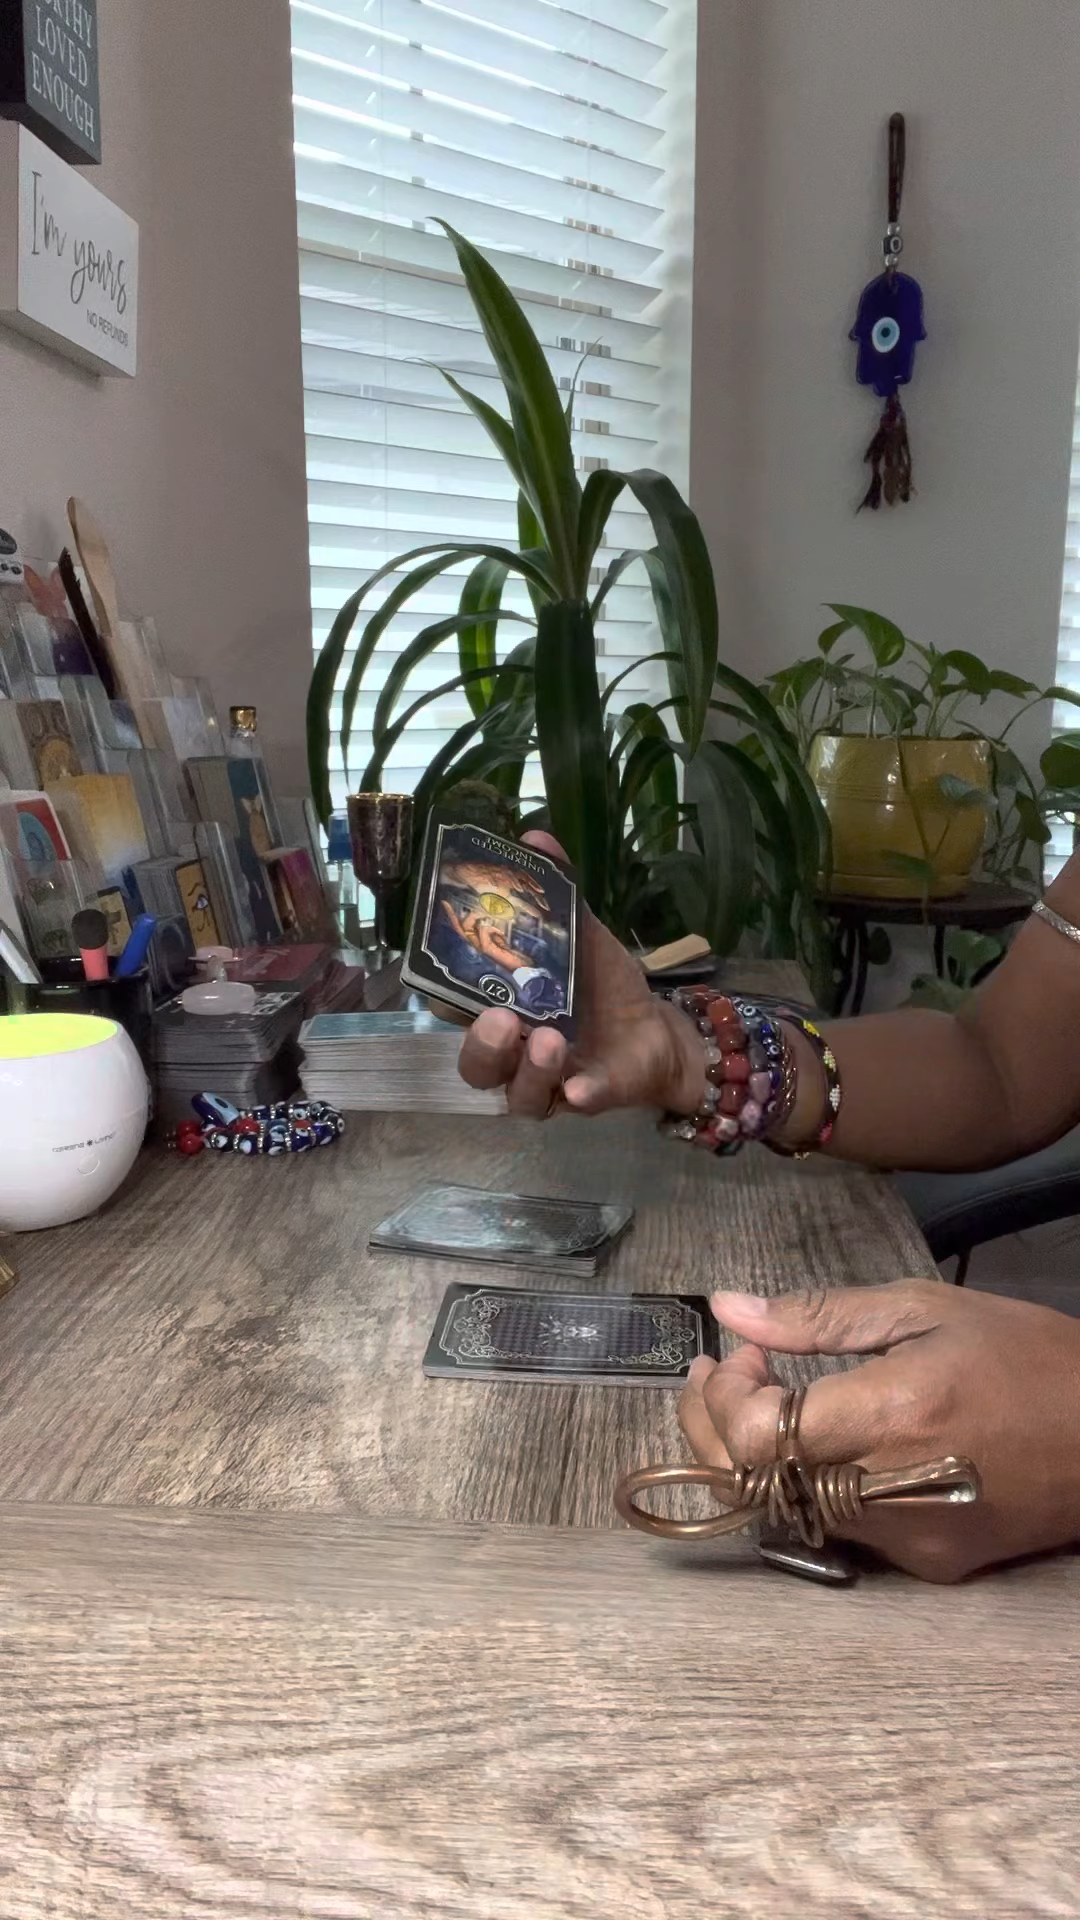 WORTHY
LOVED
ENOUGH
I'm yours
NO REFUNDS
UNEXPECTED
INCOME
27